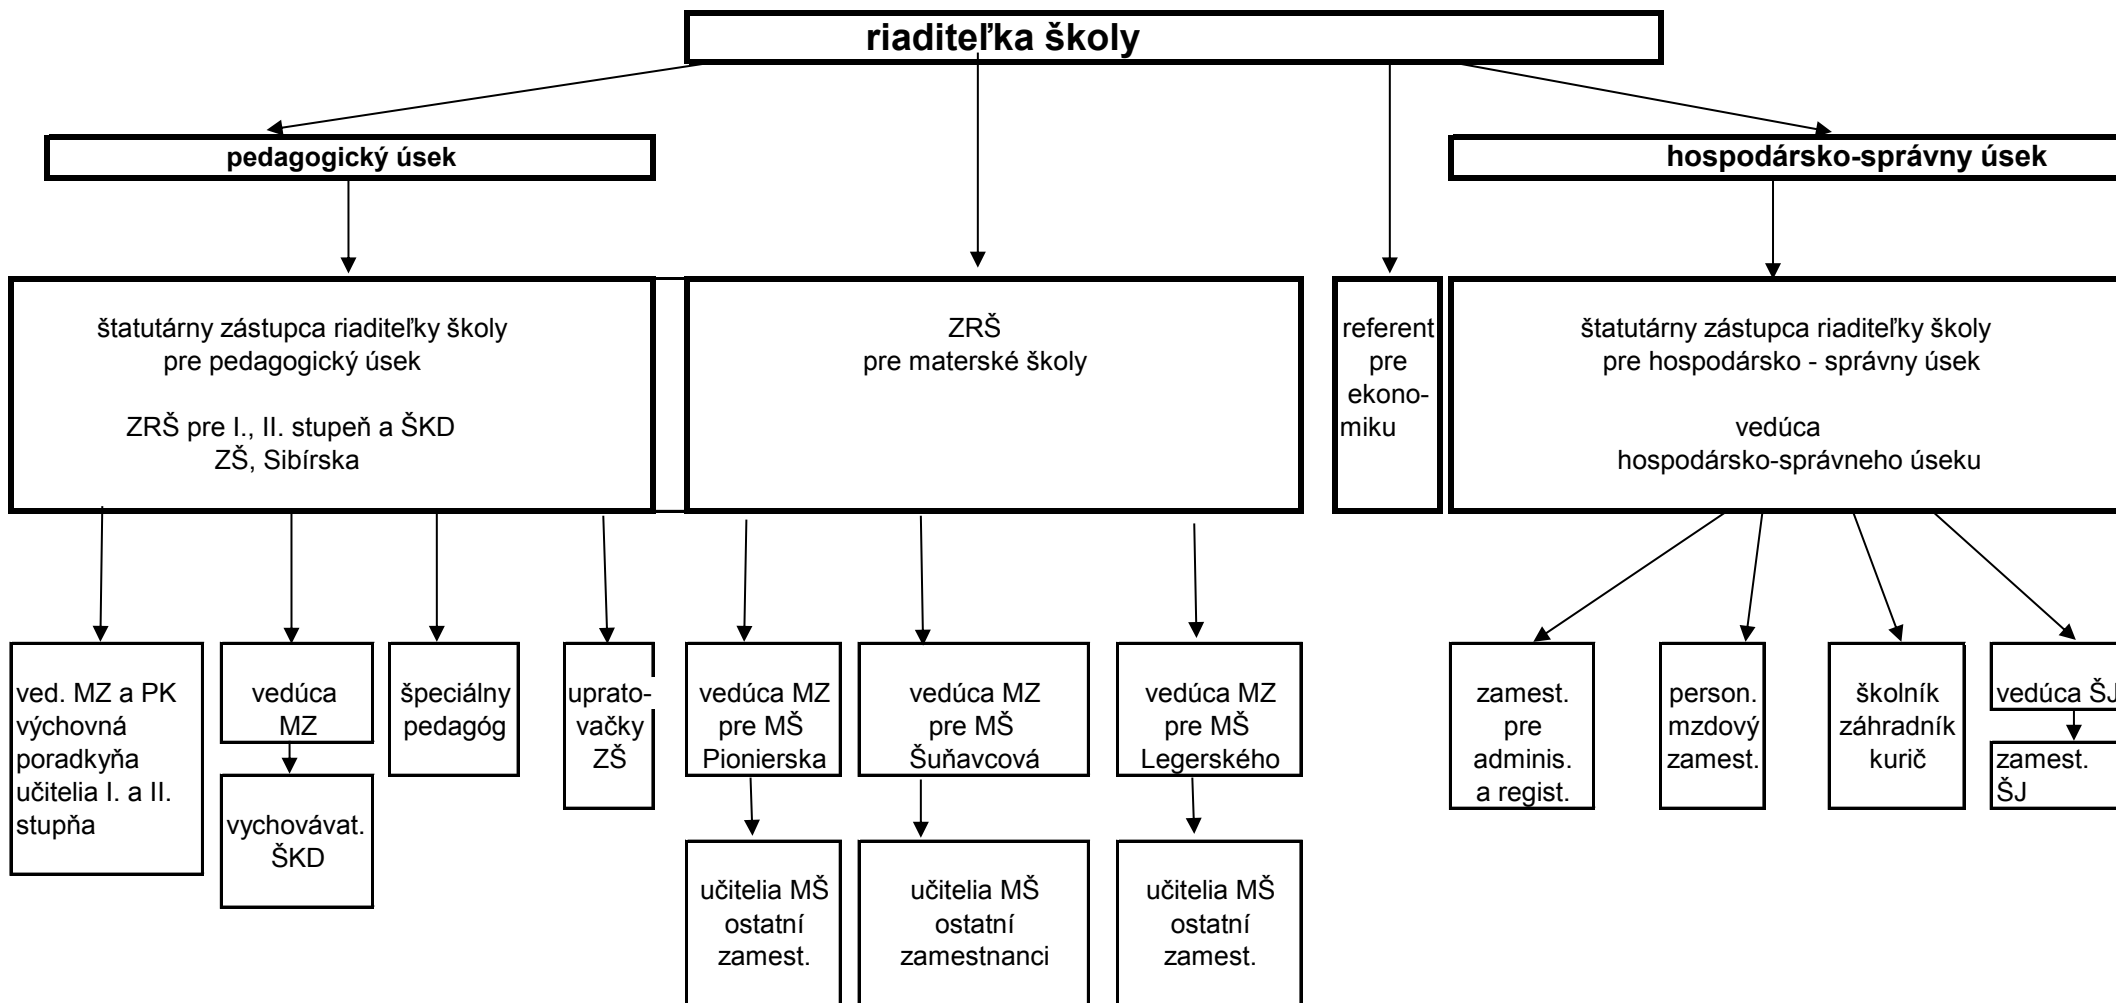 riaditeľka školy
pedagogický úsek
hospodársko-správny úsek
štatutárny zástupca riaditeľky školy
pre pedagogický úsek
ZRŠ pre I., II. stupeň a ŠKD
ZŠ, Sibírska
ZRŠ
pre materské školy
referent
pre
ekono-
miku
štatutárny zástupca riaditeľky školy
pre hospodársko - správny úsek
vedúca
hospodársko-správneho úseku
ved. MZ a PK
výchovná
poradkyňa
učitelia I. a II.
stupňa
vedúca
MZ
vychovávat.
ŠKD
špeciálny
pedagóg
uprato-
vačky
ZŠ
vedúca MZ
pre MŠ
Pionierska
učitelia MŠ
ostatní
zamest.
vedúca MZ
pre MŠ
Šuňavcová
učitelia MŠ
ostatní
zamestnanci
vedúca MZ
pre MŠ
Legerského
učitelia MŠ
ostatní
zamest.
zamest.
pre
adminis.
a regist.
person.
mzdový
zamest.
školník
záhradník
kurič
vedúca ŠJ
zamest.
ŠJ